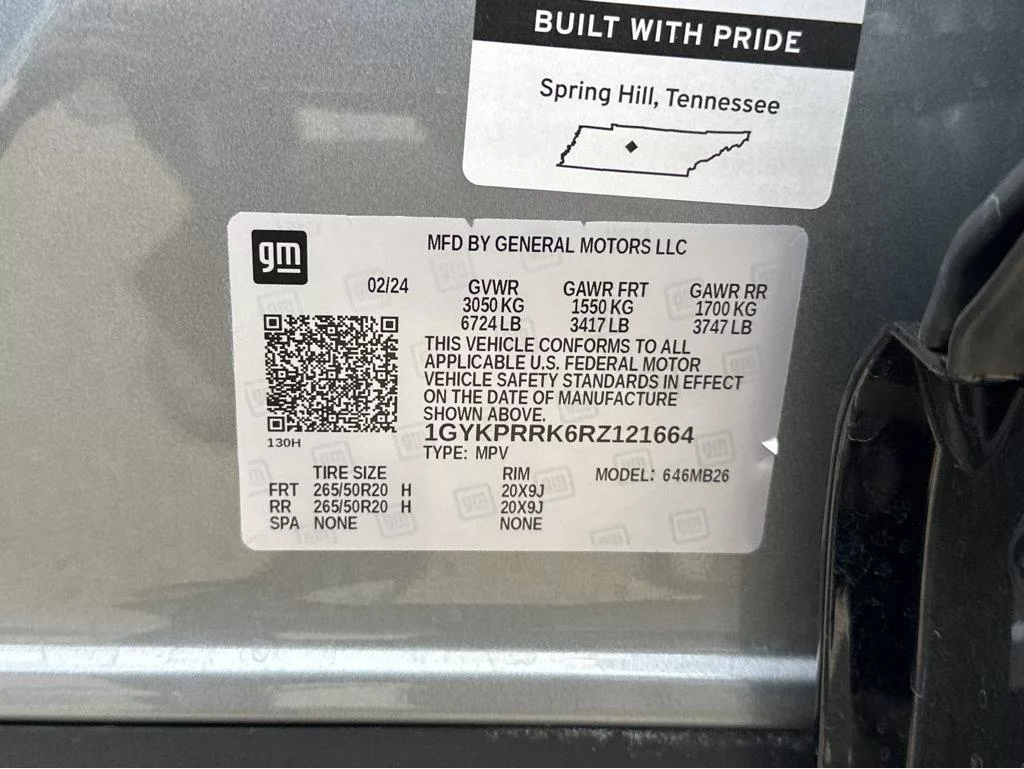 BUILT WITH PRIDE
Spring Hill, Tennessee
gm
MFD BY GENERAL MOTORS LLC
02/24 GVWR GAWR FRT GAWR RR
3050 KG 1550 KG 1700 KG
6724 LB 3417 LB 3747 LB
THIS VEHICLE CONFORMS TO ALL
APPLICABLE U.S. FEDERAL MOTOR
VEHICLE SAFETY STANDARDS IN EFFECT
ON THE DATE OF MANUFACTURE
SHOWN ABOVE.
130H
1GYKPRRK6RZ121664
TYPE: MPV
TIRE SIZE RIM MODEL: 646MB26
FRT 265/50R20 H 20X9J
RR 265/50R20 H 20X9J
SPA NONE NONE